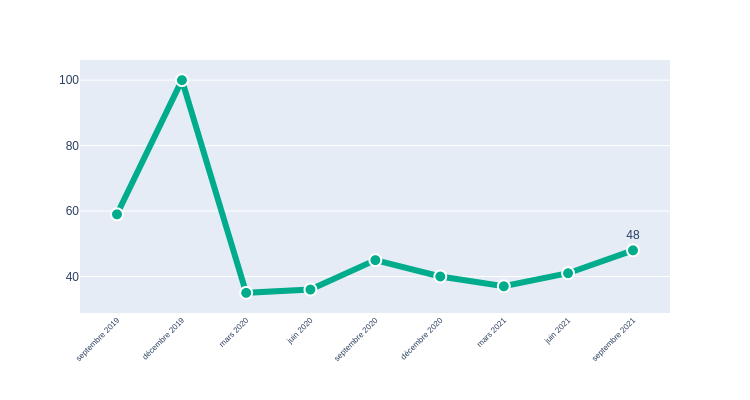 100
80
60
40
48
septembre 2019
décembre 2019
mars 2020
juin 2020
septembre 2020
décembre 2020
mars 2021
juin 2021
septembre 2021